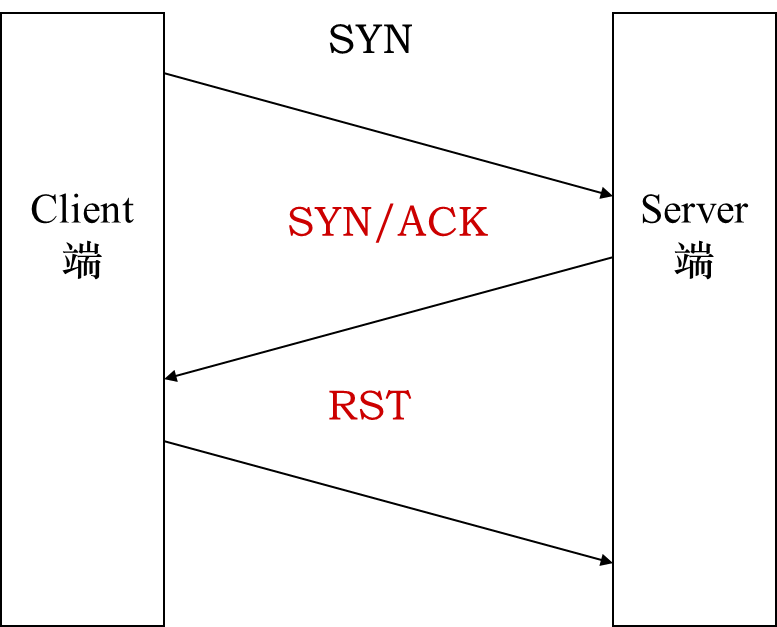 SYN
Client
端
SYN/ACK
Server
端
RST